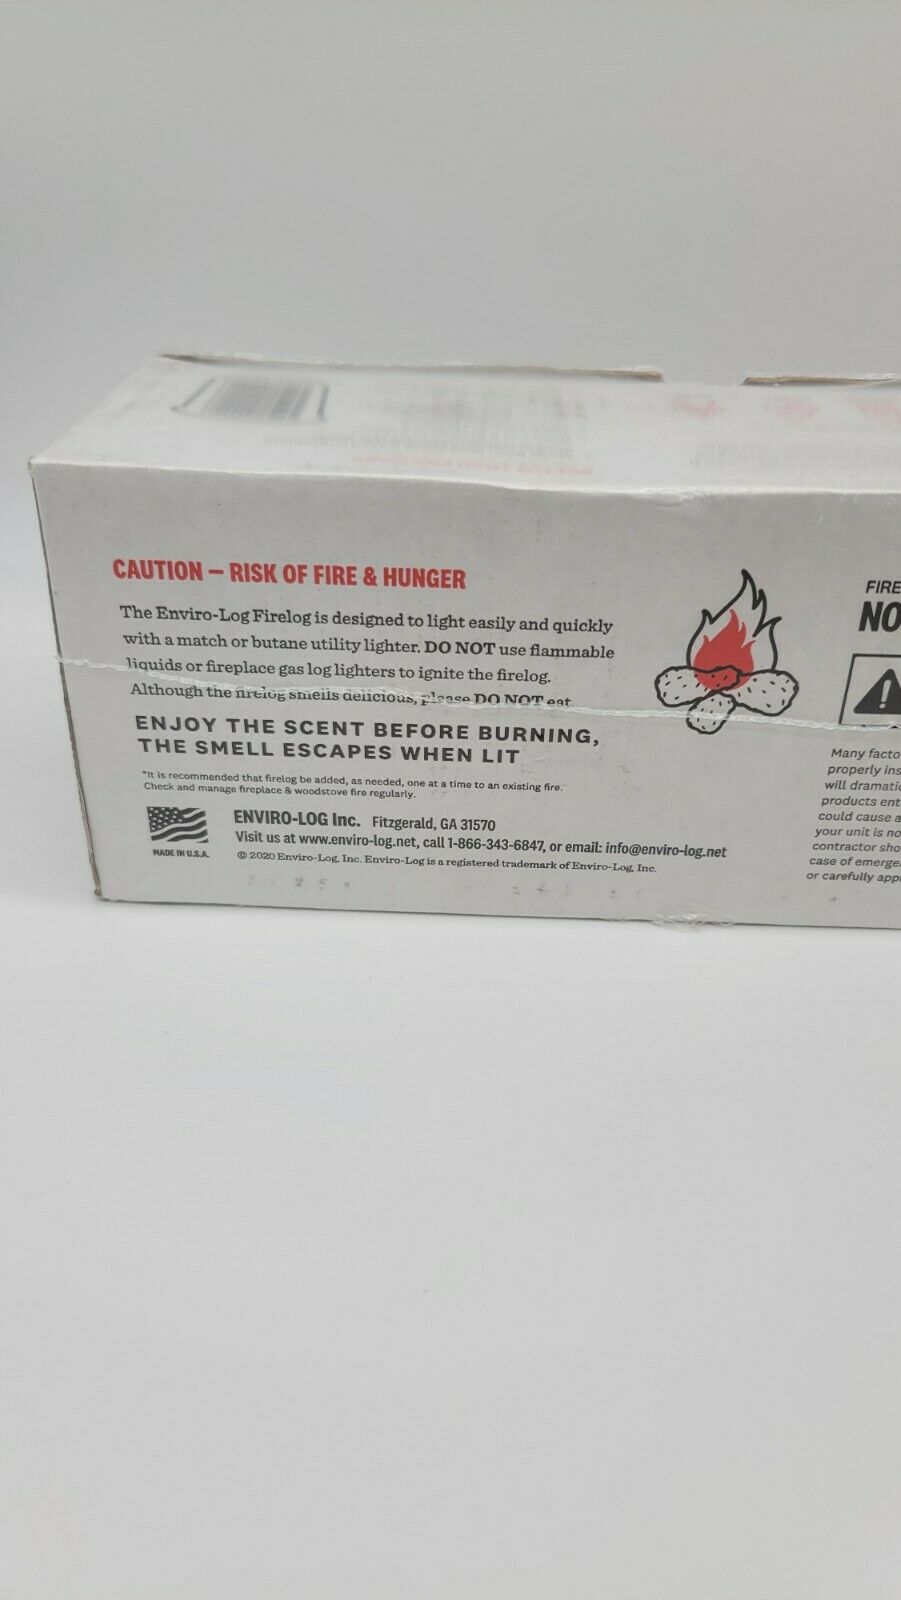 CAUTION – RISK OF FIRE & HUNGER
The Enviro-Log Firelog is designed to light easily and quickly
with a match or butane utility lighter. DO NOT use flammable
liquids or fireplace gas log lighters to ignite the firelog.
Although the firelog smells delicious, please DO NOT eat.
ENJOY THE SCENT BEFORE BURNING,
THE SMELL ESCAPES WHEN LIT
*It is recommended that firelog be added, as needed, one at a time to an existing fire.
Check and manage fireplace & woodstove fire regularly.
MADE IN U.S.A.
ENVIRO-LOG Inc. Fitzgerald, GA 31570
Visit us at www.enviro-log.net, call 1-866-343-6847, or email: info@enviro-log.net
© 2020 Enviro-Log, Inc. Enviro-Log is a registered trademark of Enviro-Log, Inc.
FIRE
NO
Many facto
properly ins
will dramatic
products ent
could cause a
your unit is no
contractor sho
case of emerge
or carefully app